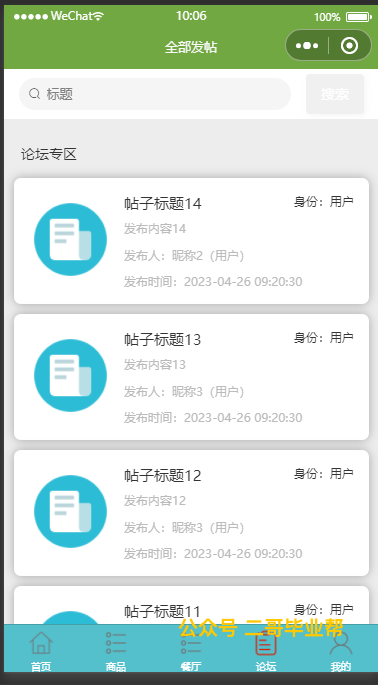 ●●●●● WeChat 10:06 100%
全部发帖
标题 搜索
论坛专区
帖子标题14 身份：用户
发布内容14
发布人：昵称2（用户）
发布时间：2023-04-26 09:20:30
帖子标题13 身份：用户
发布内容13
发布人：昵称3（用户）
发布时间：2023-04-26 09:20:30
帖子标题12 身份：用户
发布内容12
发布人：昵称3（用户）
发布时间：2023-04-26 09:20:30
帖子标题11 身份：用户
公众号 二哥毕业帮
首页 商品 餐厅 论坛 我的